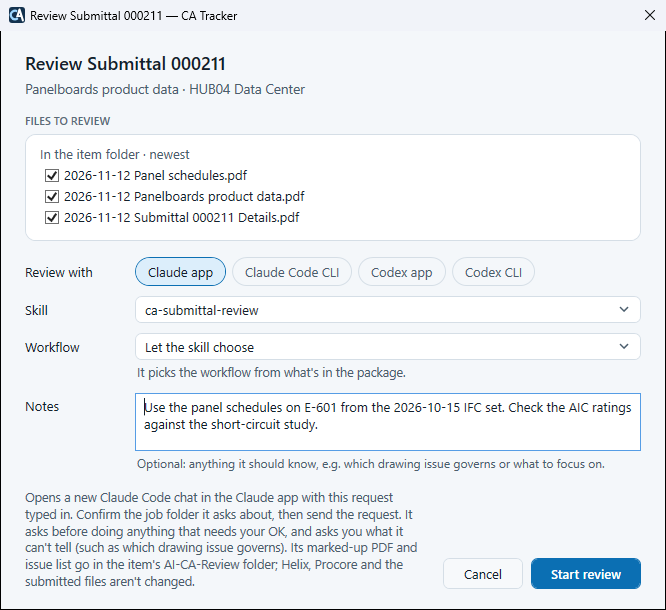 CA Review Submittal 000211 — CA Tracker
Review Submittal 000211
Panelboards product data · HUB04 Data Center
FILES TO REVIEW
In the item folder · newest
2026-11-12 Panel schedules.pdf
2026-11-12 Panelboards product data.pdf
2026-11-12 Submittal 000211 Details.pdf
Review with Claude app Claude Code CLI Codex app Codex CLI
Skill ca-submittal-review
Workflow Let the skill choose
It picks the workflow from what's in the package.
Notes Use the panel schedules on E-601 from the 2026-10-15 IFC set. Check the AIC ratings
against the short-circuit study.
Optional: anything it should know, e.g. which drawing issue governs or what to focus on.
Opens a new Claude Code chat in the Claude app with this request
typed in. Confirm the job folder it asks about, then send the request. It
asks before doing anything that needs your OK, and asks you what it
can't tell (such as which drawing issue governs). Its marked-up PDF and
issue list go in the item's AI-CA-Review folder; Helix, Procore and the
submitted files aren't changed.
Cancel Start review